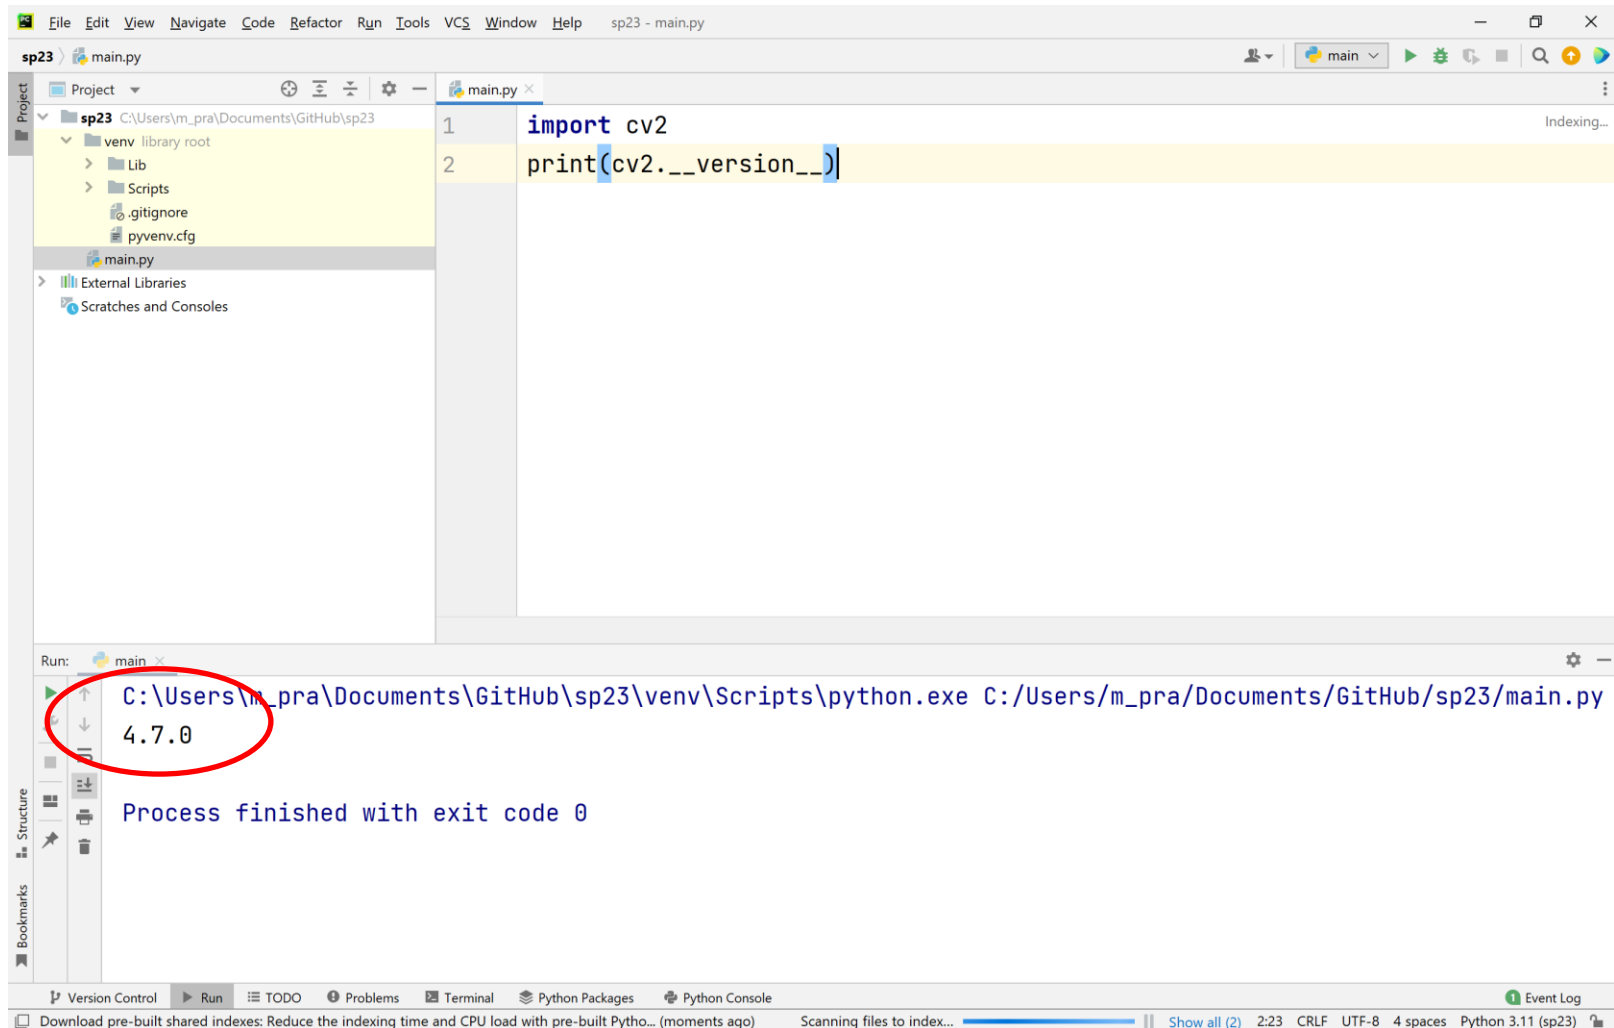 PC File Edit View Navigate Code Refactor Run Tools VCS Window Help sp23 - main.py
sp23 main.py main
Project Project main.py
sp23 C:\Users\m_pra\Documents\GitHub\sp23
venv library root
Lib
Scripts
.gitignore
pyvenv.cfg
main.py
External Libraries
Scratches and Consoles
1 import cv2 Indexing...
2 print(cv2.__version__)
Run: main
C:\Users\m_pra\Documents\GitHub\sp23\venv\Scripts\python.exe C:/Users/m_pra/Documents/GitHub/sp23/main.py
4.7.0
Process finished with exit code 0
Structure
Bookmarks
Version Control Run TODO Problems Terminal Python Packages Python Console 1 Event Log
Download pre-built shared indexes: Reduce the indexing time and CPU load with pre-built Pytho... (moments ago) Scanning files to index... Show all (2) 2:23 CRLF UTF-8 4 spaces Python 3.11 (sp23)